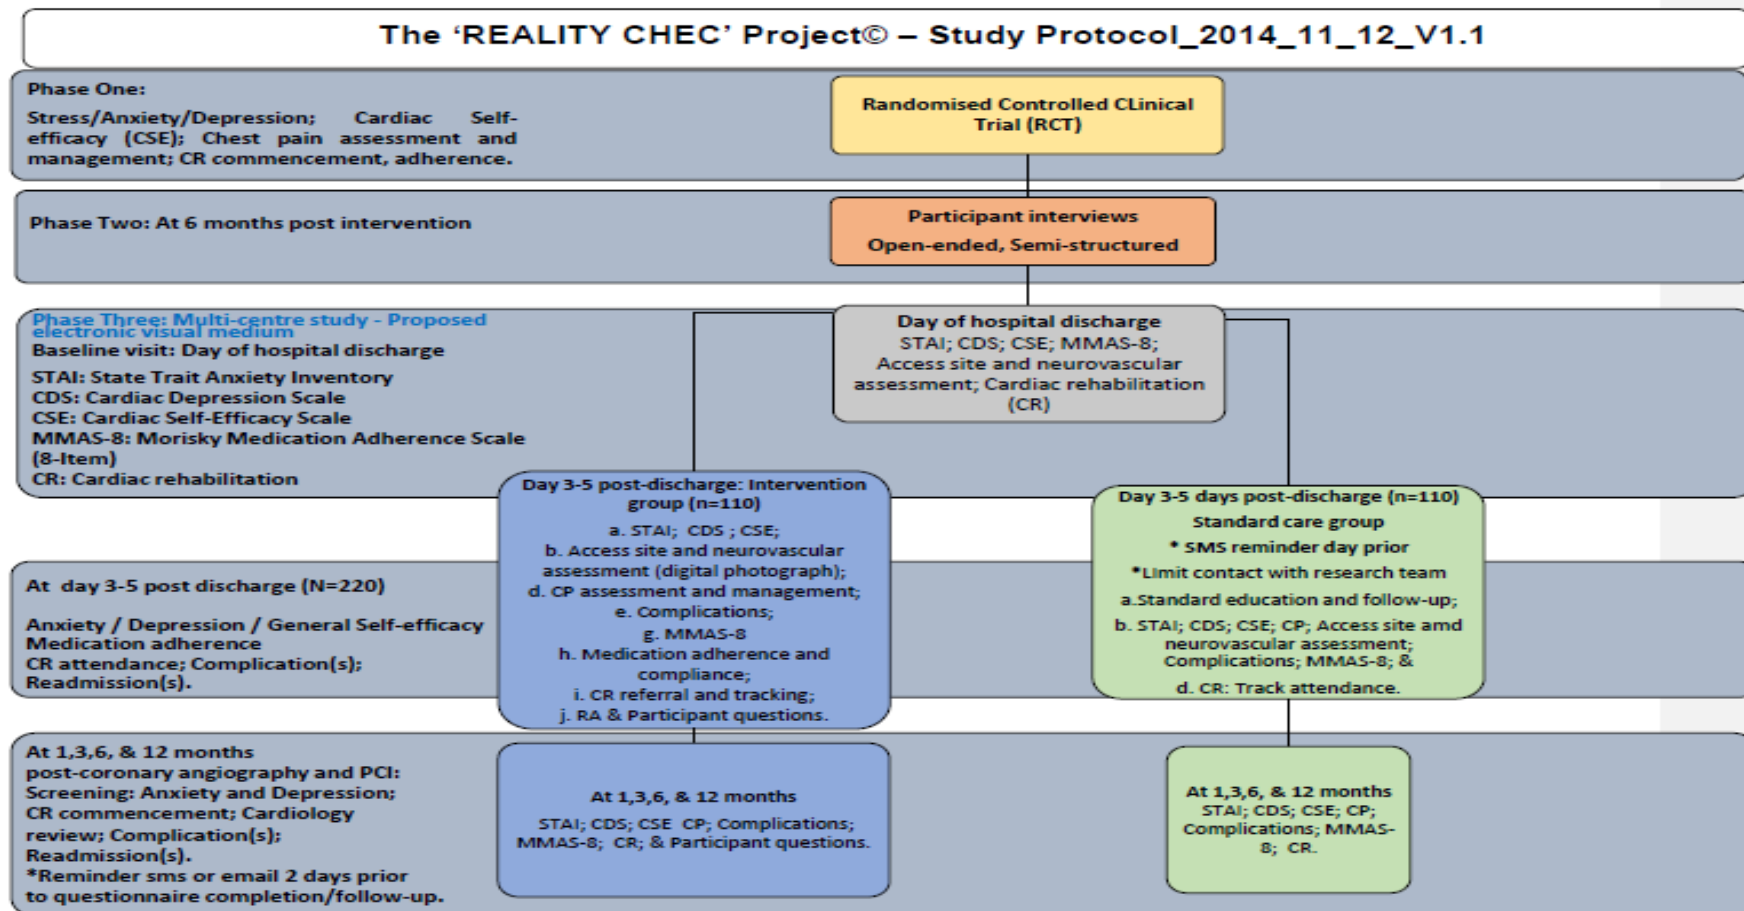 The ‘REALITY CHEC’ Project© – Study Protocol_2014_11_12_V1.1
Phase One:
Stress/Anxiety/Depression; Cardiac Self-
efficacy (CSE); Chest pain assessment and
management; CR commencement, adherence.
Randomised Controlled CLinical
Trial (RCT)
Phase Two: At 6 months post intervention
Participant interviews
Open-ended, Semi-structured
Phase Three: Multi-centre study - Proposed
electronic visual medium
Baseline visit: Day of hospital discharge
STAI: State Trait Anxiety Inventory
CDS: Cardiac Depression Scale
CSE: Cardiac Self-Efficacy Scale
MMAS-8: Morisky Medication Adherence Scale
(8-Item)
CR: Cardiac rehabilitation
Day of hospital discharge
STAI; CDS; CSE; MMAS-8;
Access site and neurovascular
assessment; Cardiac rehabilitation
(CR)
Day 3-5 post-discharge: Intervention
group (n=110)
a. STAI; CDS ; CSE;
b. Access site and neurovascular
assessment (digital photograph);
d. CP assessment and management;
e. Complications;
g. MMAS-8
h. Medication adherence and
compliance;
i. CR referral and tracking;
j. RA & Participant questions.
Day 3-5 days post-discharge (n=110)
Standard care group
* SMS reminder day prior
*LImit contact with research team
a.Standard education and follow-up;
b. STAI; CDS; CSE; CP; Access site amd
neurovascular assessment;
Complications; MMAS-8; &
d. CR: Track attendance.
At day 3-5 post discharge (N=220)
Anxiety / Depression / General Self-efficacy
Medication adherence
CR attendance; Complication(s);
Readmission(s).
At 1,3,6, & 12 months
post-coronary angiography and PCI:
Screening: Anxiety and Depression;
CR commencement; Cardiology
review; Complication(s);
Readmission(s).
*Reminder sms or email 2 days prior
to questionnaire completion/follow-up.
At 1,3,6, & 12 months
STAI; CDS; CSE CP; Complications;
MMAS-8; CR; & Participant questions.
At 1,3,6, & 12 months
STAI; CDS; CSE; CP;
Complications; MMAS-
8; CR.